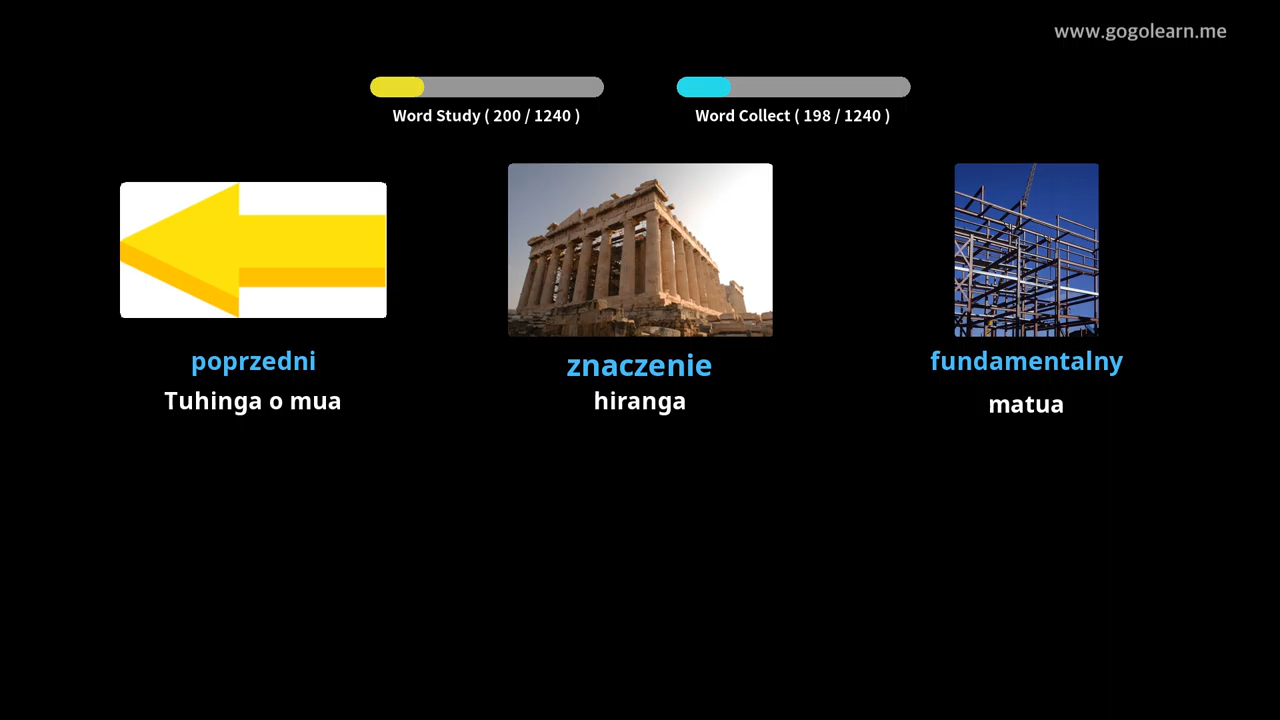 www.gogolearn.me
Word Study ( 200 / 1240 )
Word Collect ( 198 / 1240 )
poprzedni
Tuhinga o mua
znaczenie
hiranga
fundamentalny
matua